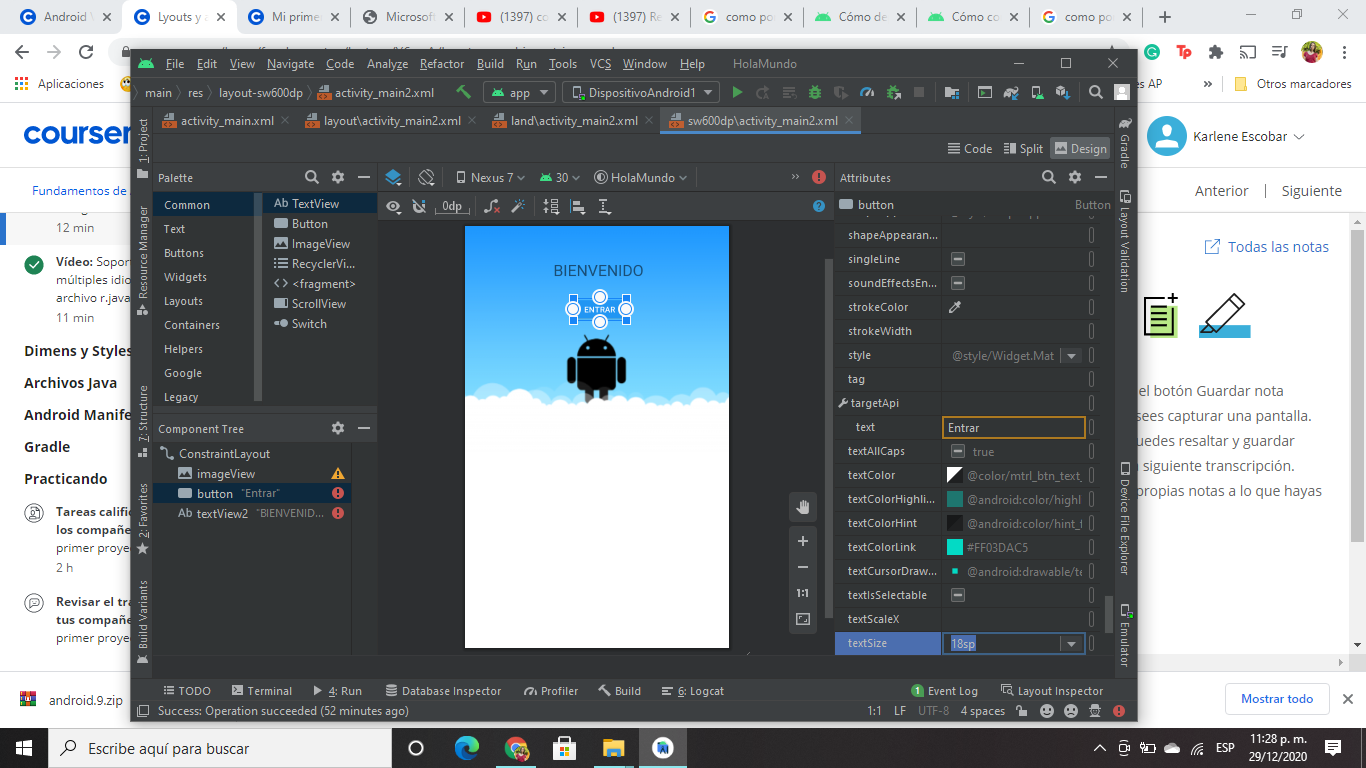 Android
Lyouts y a
Mi prime
Microsof
(1397) co
(1397) Re
como po
Cómo de
Cómo co
como po
Aplicaciones
es AP
»
Otros marcadores
File Edit View Navigate Code Analyze Refactor Build Run Tools VCS Window Help HolaMundo
main res layout-sw600dp activity_main2.xml
app DispositivoAndroid1
activity_main.xml layout\activity_main2.xml land\activity_main2.xml sw600dp\activity_main2.xml
Code Split Design
Palette
Nexus 7 30 HolaMundo »
Attributes
0dp
button Button
Common
Text
Buttons
Widgets
Layouts
Containers
Helpers
Google
Legacy
Ab TextView
Button
ImageView
RecyclerVi...
<fragment>
ScrollView
Switch
Component Tree
ConstraintLayout
imageView
button "Entrar"
Ab textView2 "BIENVENID...
BIENVENIDO
ENTRAR
1:1
shapeAppearan...
singleLine
soundEffectsEn...
strokeColor
strokeWidth
style @style/Widget.Mat
tag
targetApi
text Entrar
textAllCaps true
textColor @color/mtrl_btn_text_
textColorHighli... @android:color/highl
textColorHint @android:color/hint_f
textColorLink #FF03DAC5
textCursorDraw... @android:drawable/te
textIsSelectable
textScaleX
textSize 18sp
1: Project
Resource Manager
7: Structure
2: Favorites
Build Variants
Gradle
Layout Validation
Device File Explorer
Emulator
TODO Terminal 4: Run Database Inspector Profiler Build 6: Logcat 1 Event Log Layout Inspector
Success: Operation succeeded (52 minutes ago) 1:1 LF UTF-8 4 spaces
courser
Fundamentos de
12 min
Vídeo: Sopor
múltiples idio
archivo r.java
11 min
Dimens y Styles
Archivos Java
Android Manife
Gradle
Practicando
Tareas califi
los compañe
primer proye
2 h
Revisar el tra
tus compañe
primer proye
Karlene Escobar
Anterior | Siguiente
Todas las notas
el botón Guardar nota
sees capturar una pantalla.
uedes resaltar y guardar
siguiente transcripción.
propias notas a lo que hayas
android.9.zip
Mostrar todo
Escribe aquí para buscar
ESP
11:28 p. m.
29/12/2020